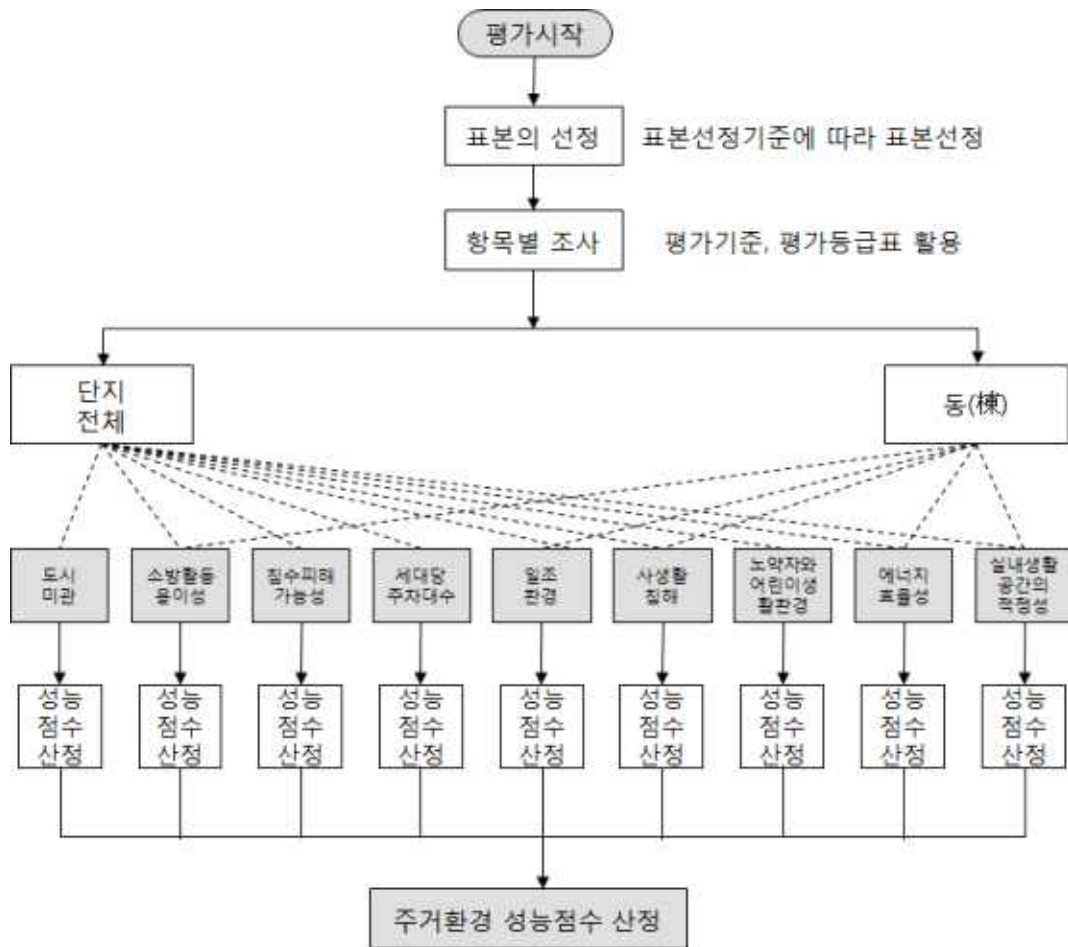 평가시작
표본의 선정
표본선정기준에 따라 표본선정
항목별 조사
평가기준, 평가등급표 활용
단지
전체
동(棟)
도시
미관
소방활동
용이성
침수피해
가능성
세대당
주차대수
일조
환경
사생활
침해
노약자와
어린이생
활환경
에너지
효율성
실내생활
공간의
적정성
성능
점수
산정
성능
점수
산정
성능
점수
산정
성능
점수
산정
성능
점수
산정
성능
점수
산정
성능
점수
산정
성능
점수
산정
성능
점수
산정
주거환경 성능점수 산정